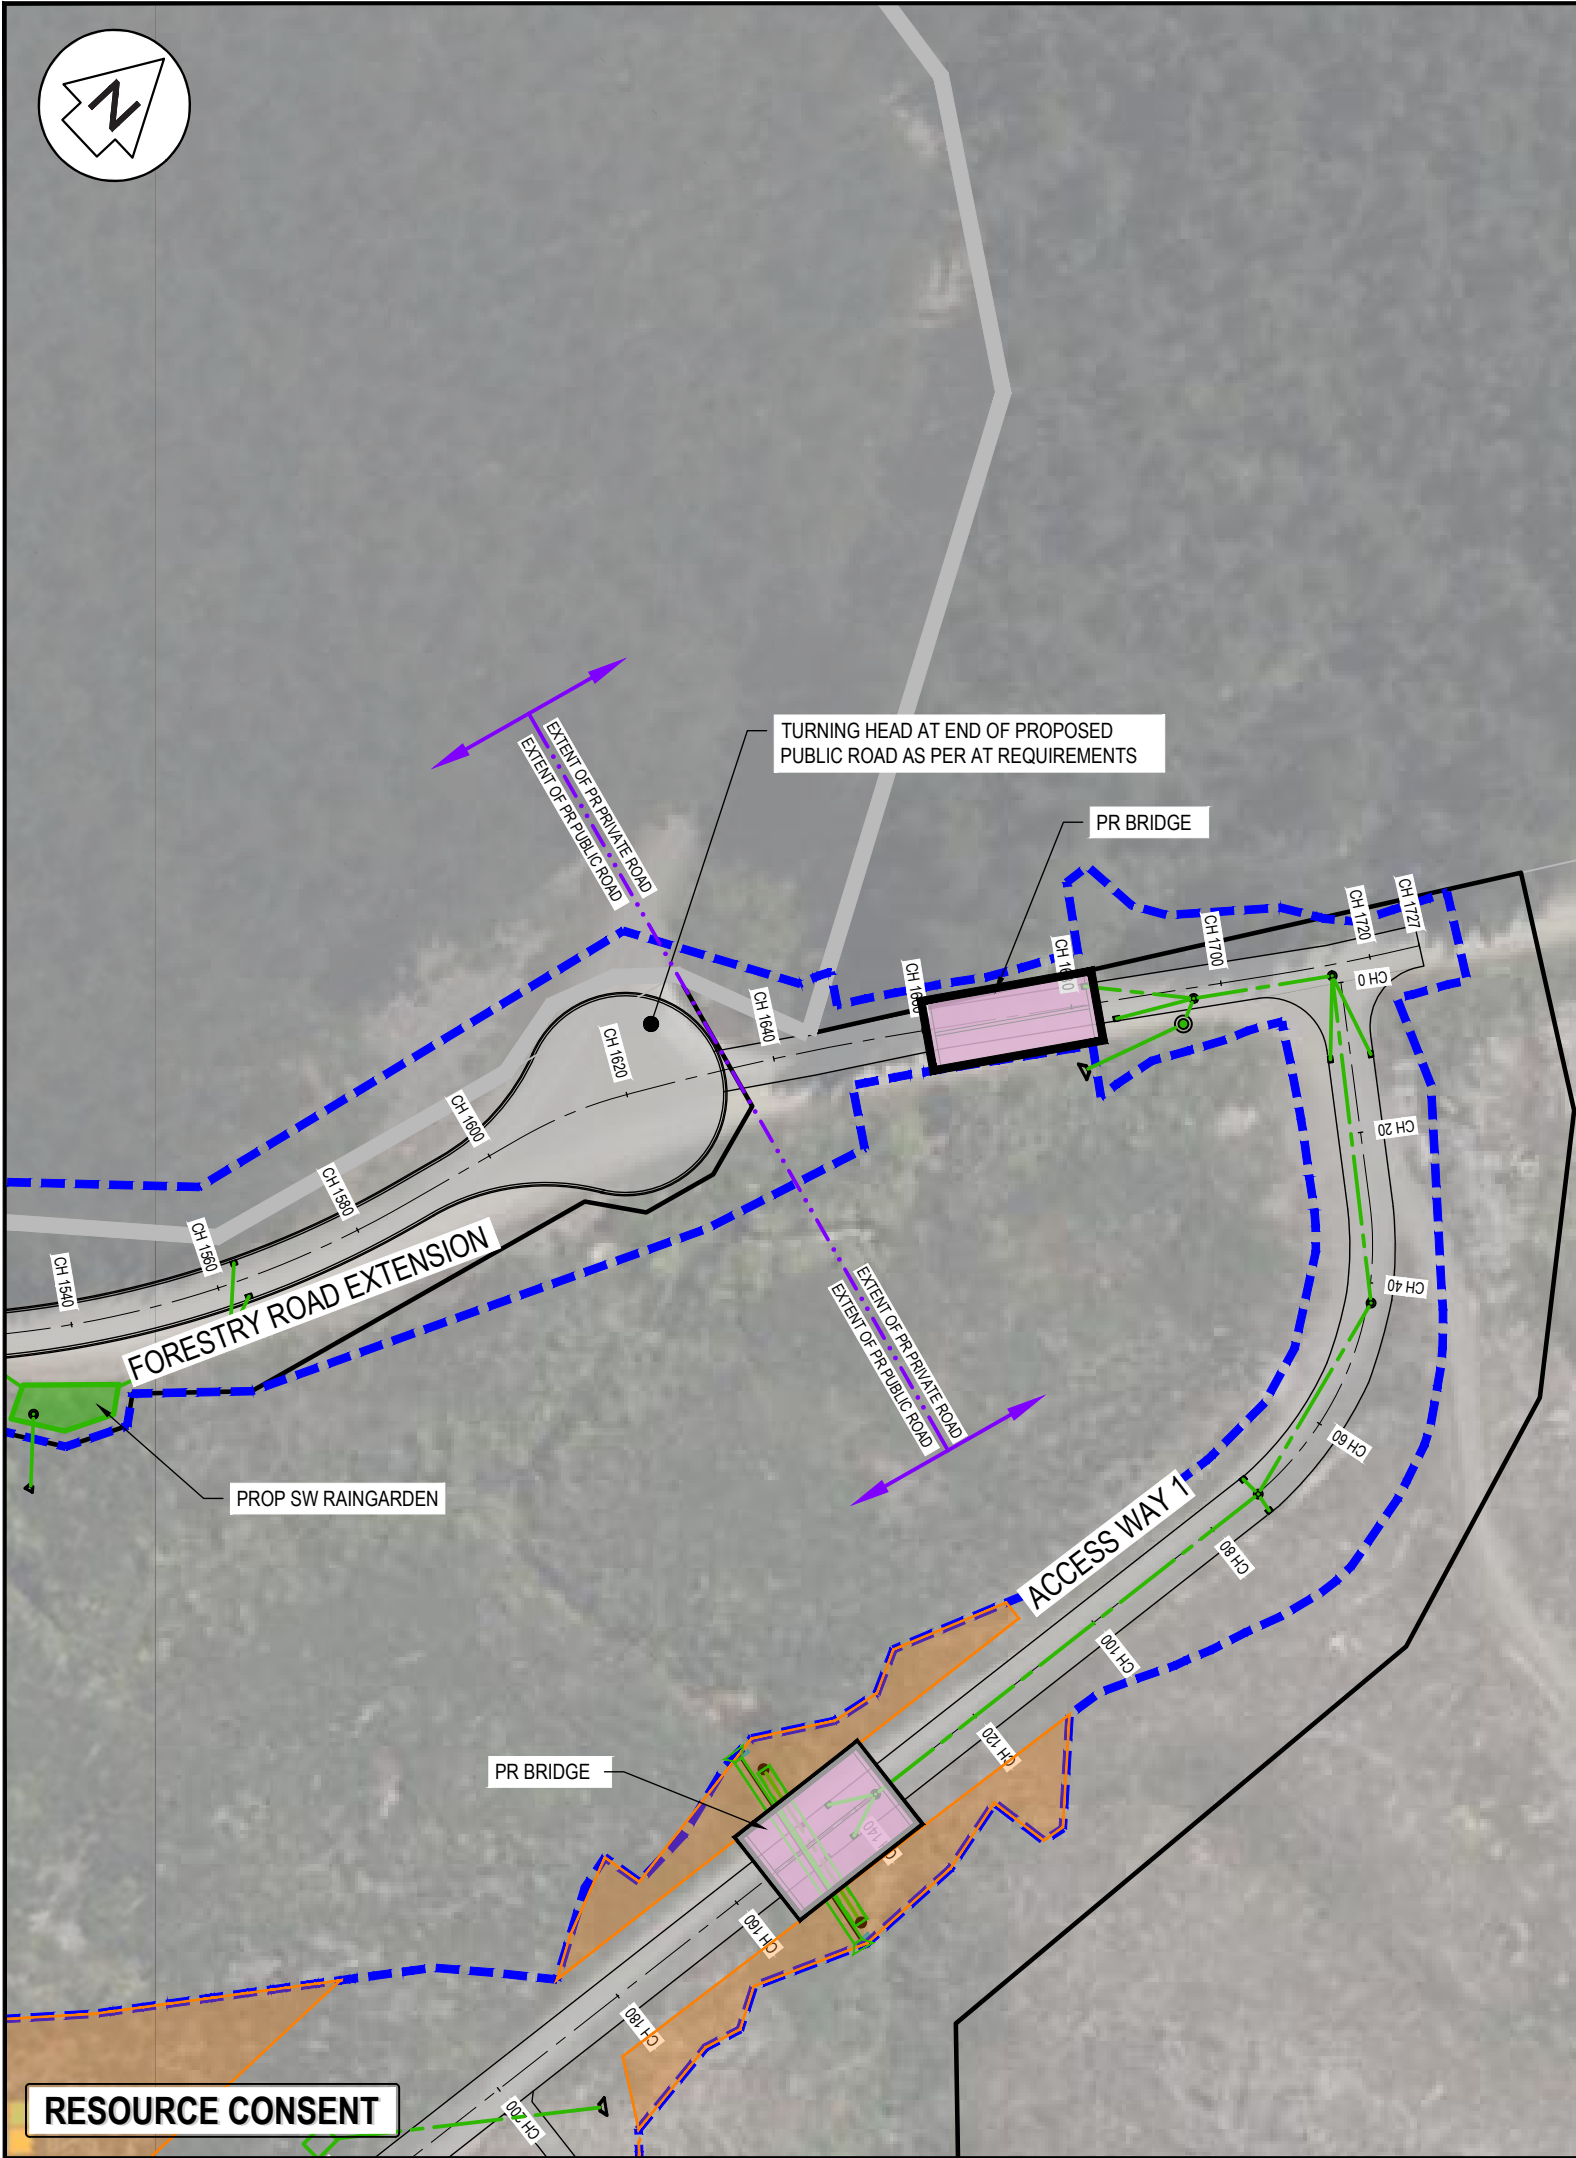 N
EXTENT OF PR PRIVATE ROAD
EXTENT OF PR PUBLIC ROAD
TURNING HEAD AT END OF PROPOSED
PUBLIC ROAD AS PER AT REQUIREMENTS
PR BRIDGE
CH 1727
CH 1720
CH 1700
CH 1640
CH 0
CH 1620
CH 1600
CH 20
CH 1580
CH 1560
CH 1540
FORESTRY ROAD EXTENSION
CH 40
EXTENT OF PR PRIVATE ROAD
EXTENT OF PR PUBLIC ROAD
CH 60
PROP SW RAINGARDEN
ACCESS WAY 1
CH 80
CH 100
CH 120
PR BRIDGE
140
CH 160
CH 180
CH 200
RESOURCE CONSENT